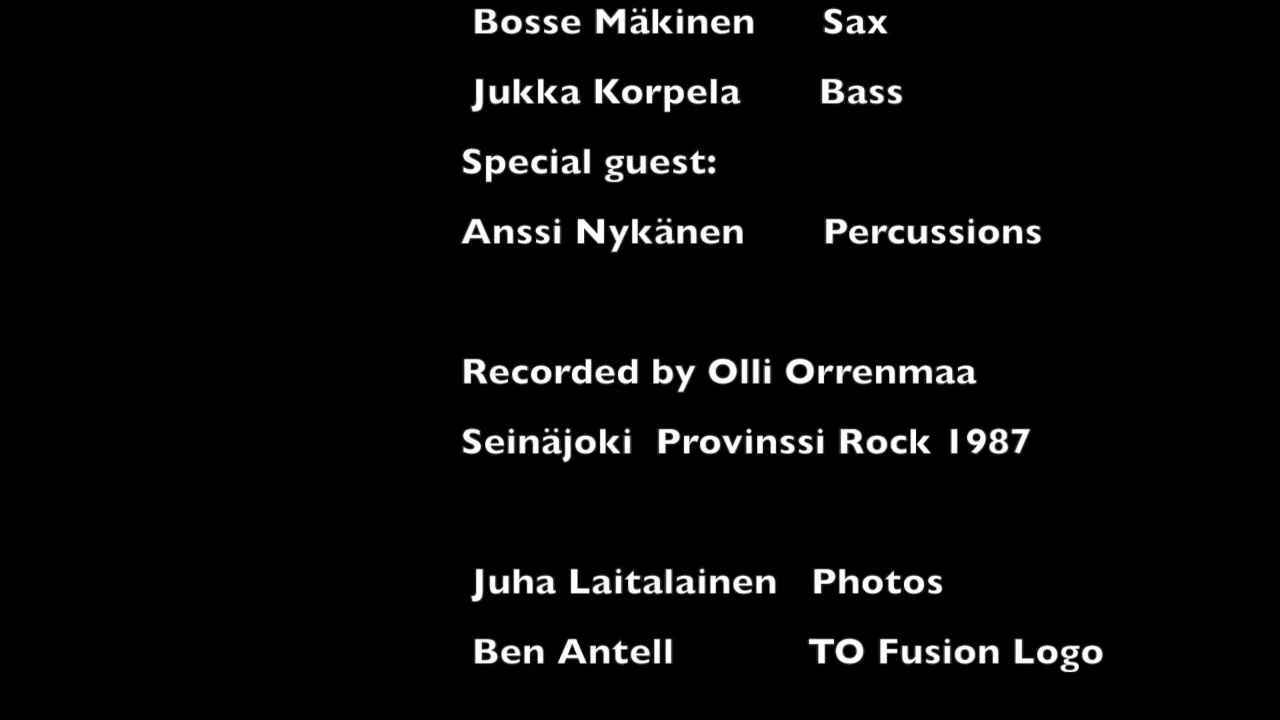 Bosse Mäkinen Sax
Jukka Korpela Bass
Special guest:
Anssi Nykänen Percussions
Recorded by Olli Orrenmaa
Seinäjoki Provinssi Rock 1987
Juha Laitalainen Photos
Ben Antell TO Fusion Logo